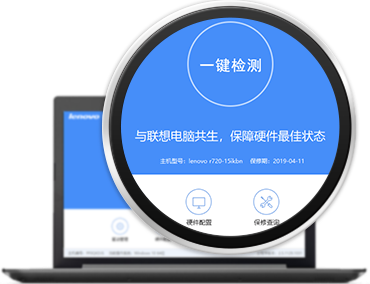 一键检测
与联想电脑共生，保障硬件最佳状态
主机型号：lenovo r720-15ikbn 保修期：2019-04-11
硬件配置 保修查询
lenovo